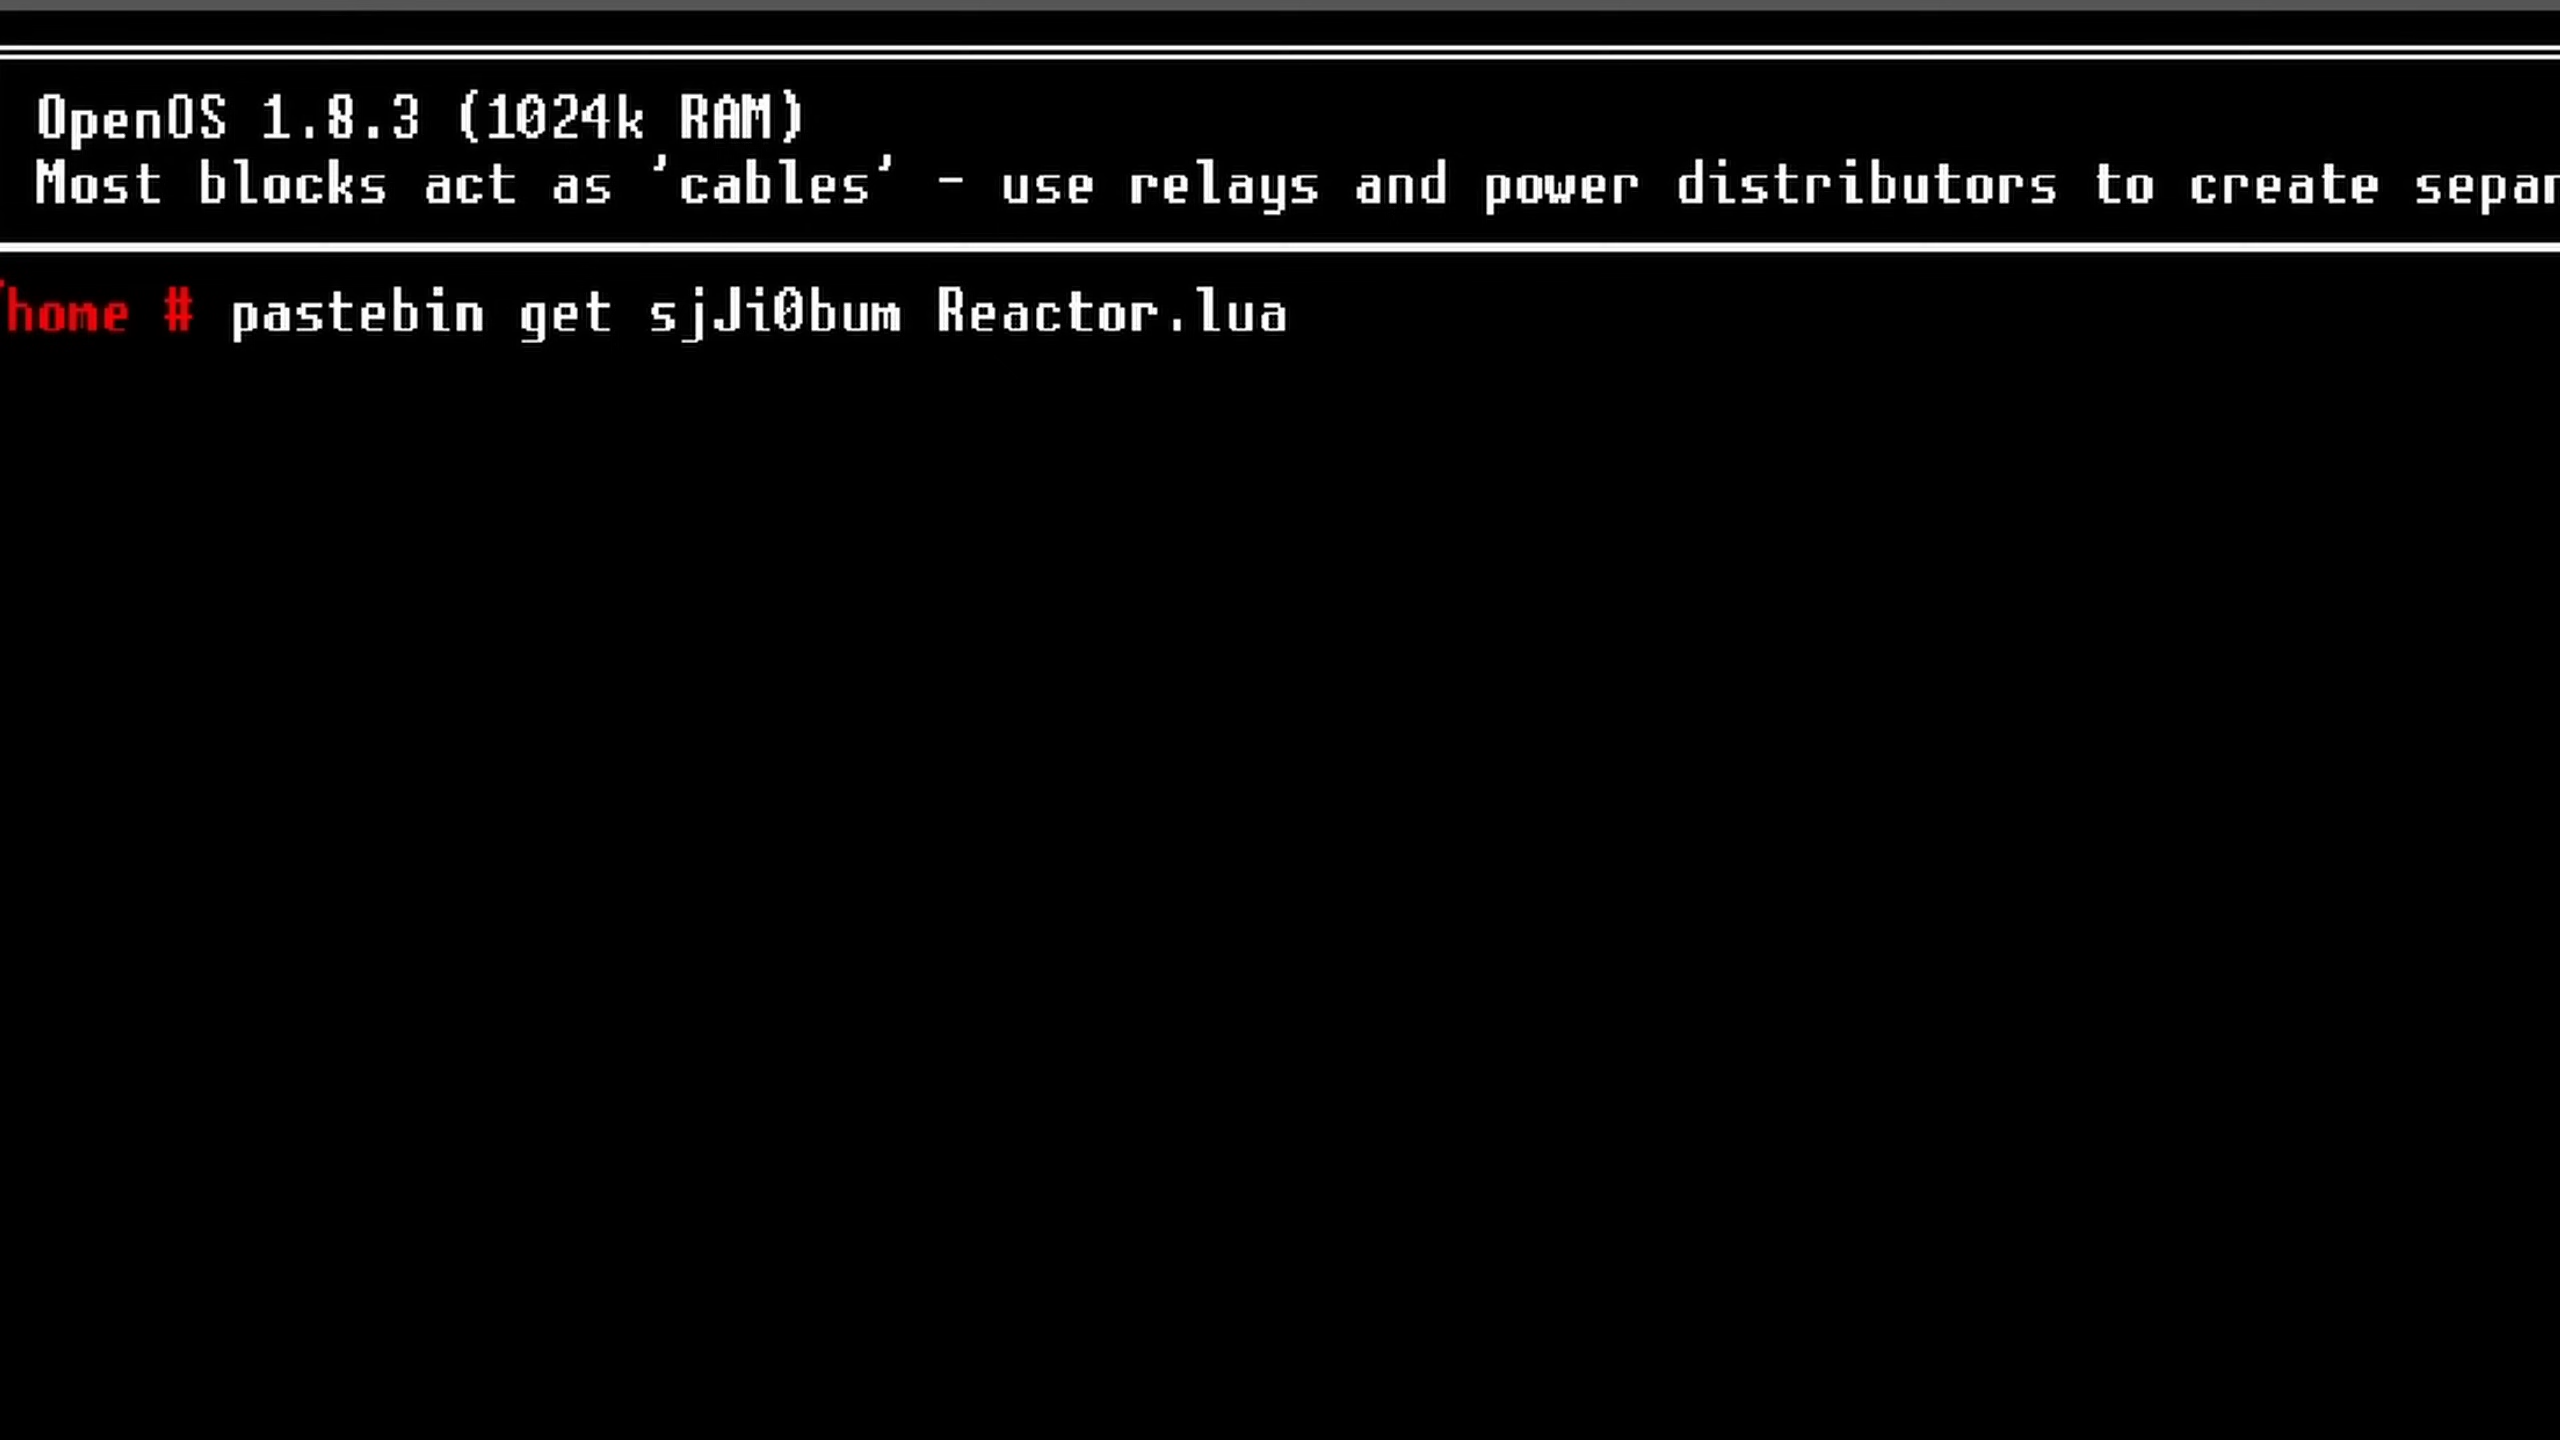 OpenOS 1.8.3 (1024k RAM)
Most blocks act as 'cables' - use relays and power distributors to create separ
home # pastebin get sjJi0bum Reactor.lua